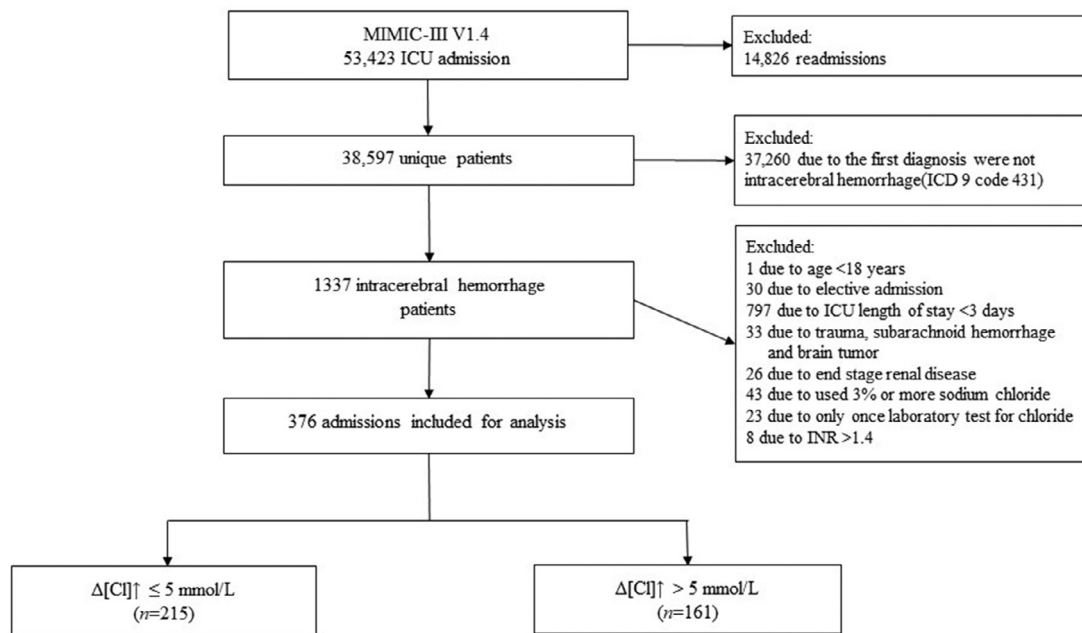 MIMIC-III V1.4
53,423 ICU admission
Excluded:
14,826 readmissions
38,597 unique patients
Excluded:
37,260 due to the first diagnosis were not
intracerebral hemorrhage(ICD 9 code 431)
1337 intracerebral hemorrhage
patients
Excluded:
1 due to age <18 years
30 due to elective admission
797 due to ICU length of stay <3 days
33 due to trauma, subarachnoid hemorrhage
and brain tumor
26 due to end stage renal disease
43 due to used 3% or more sodium chloride
23 due to only once laboratory test for chloride
8 due to INR >1.4
376 admissions included for analysis
Δ[Cl]↑ ≤ 5 mmol/L
(n=215)
Δ[Cl]↑ > 5 mmol/L
(n=161)